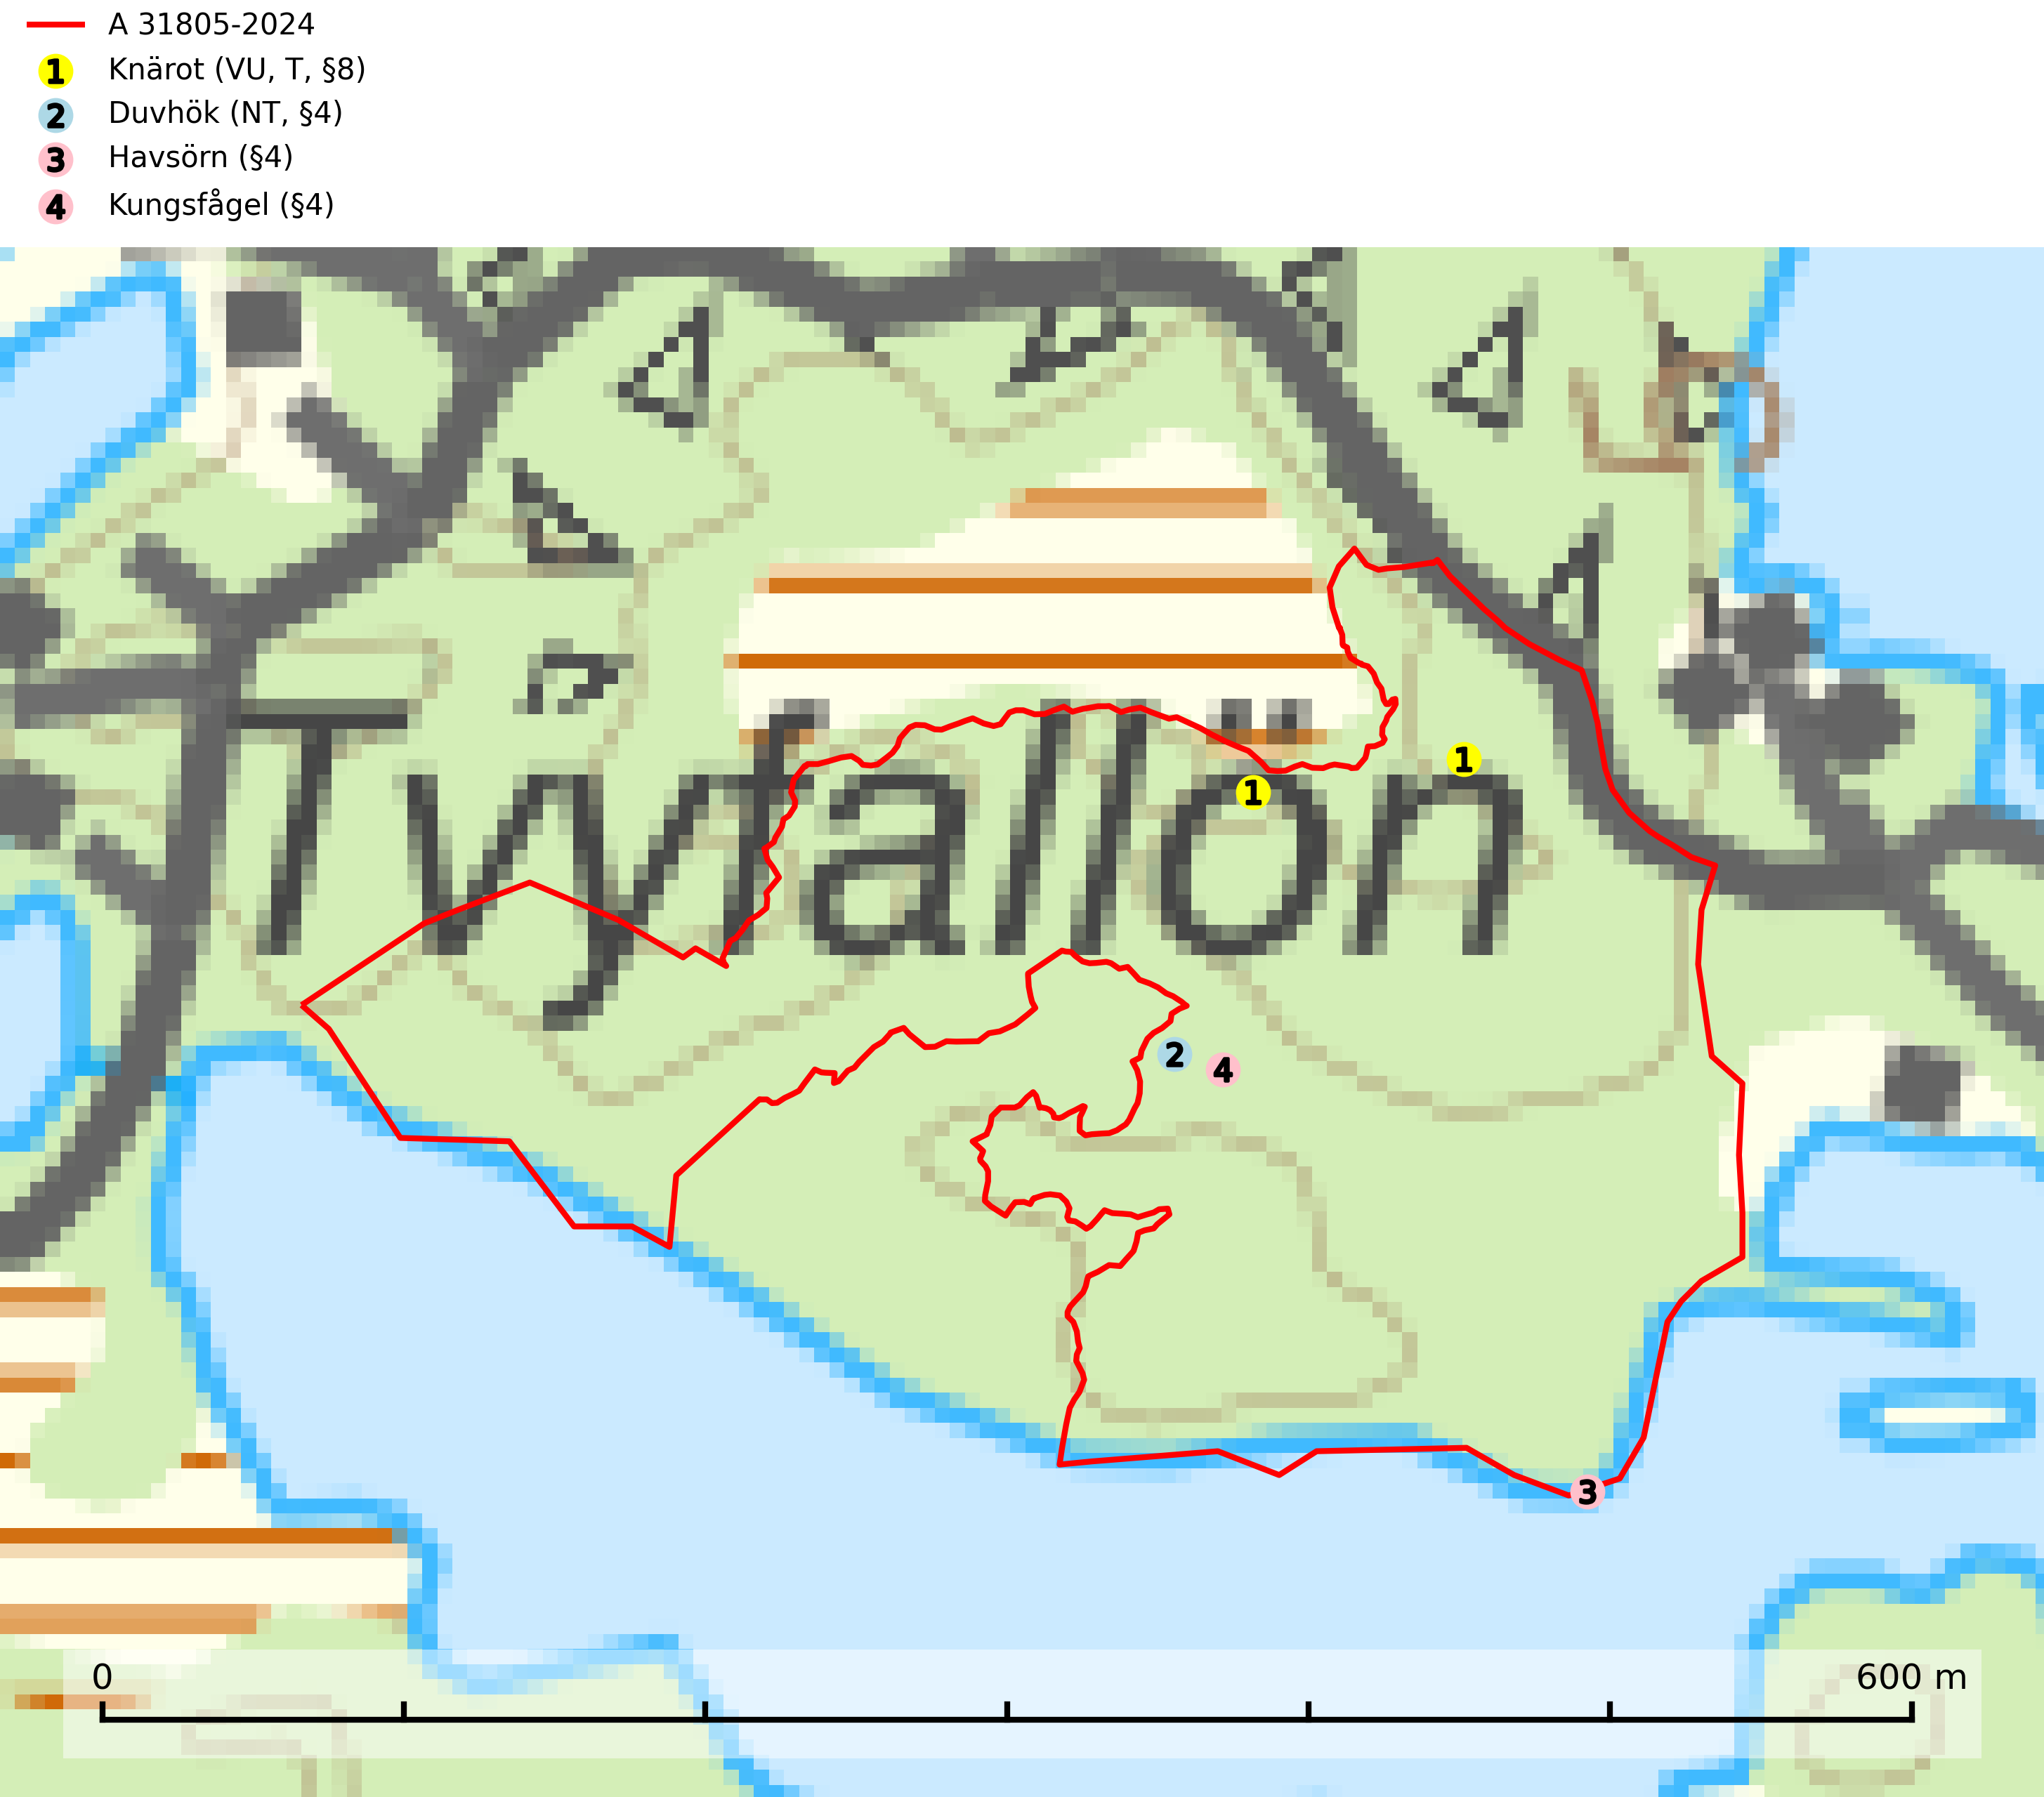 A 31805-2024
1 Knärot (VU, T, §8)
2 Duvhök (NT, §4)
3 Havsörn (§4)
4 Kungsfågel (§4)
1
1
2
4
3
0
600 m